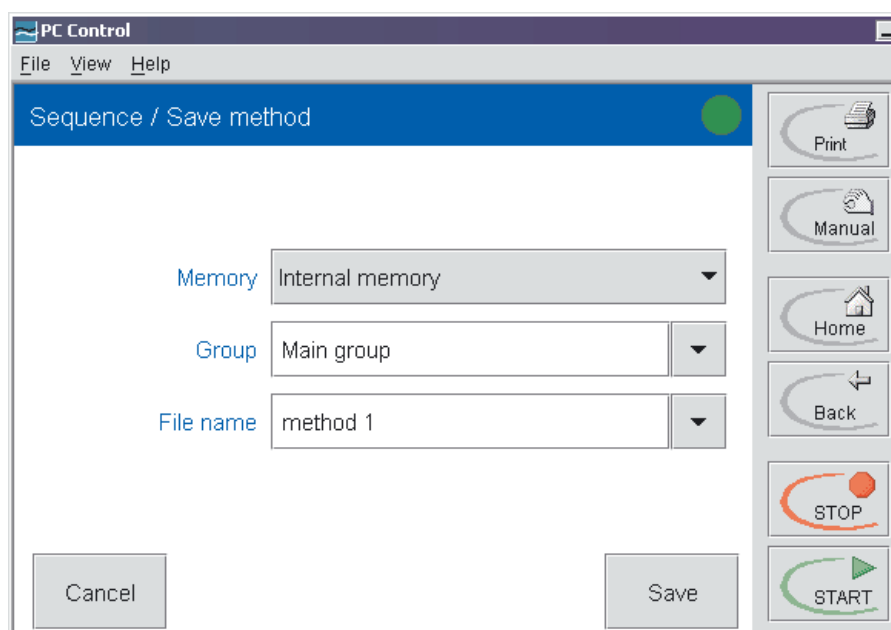 PC Control
File View Help
Sequence / Save method
Print
Manual
Memory Internal memory
Home
Group Main group
Back
File name method 1
STOP
Cancel Save
START